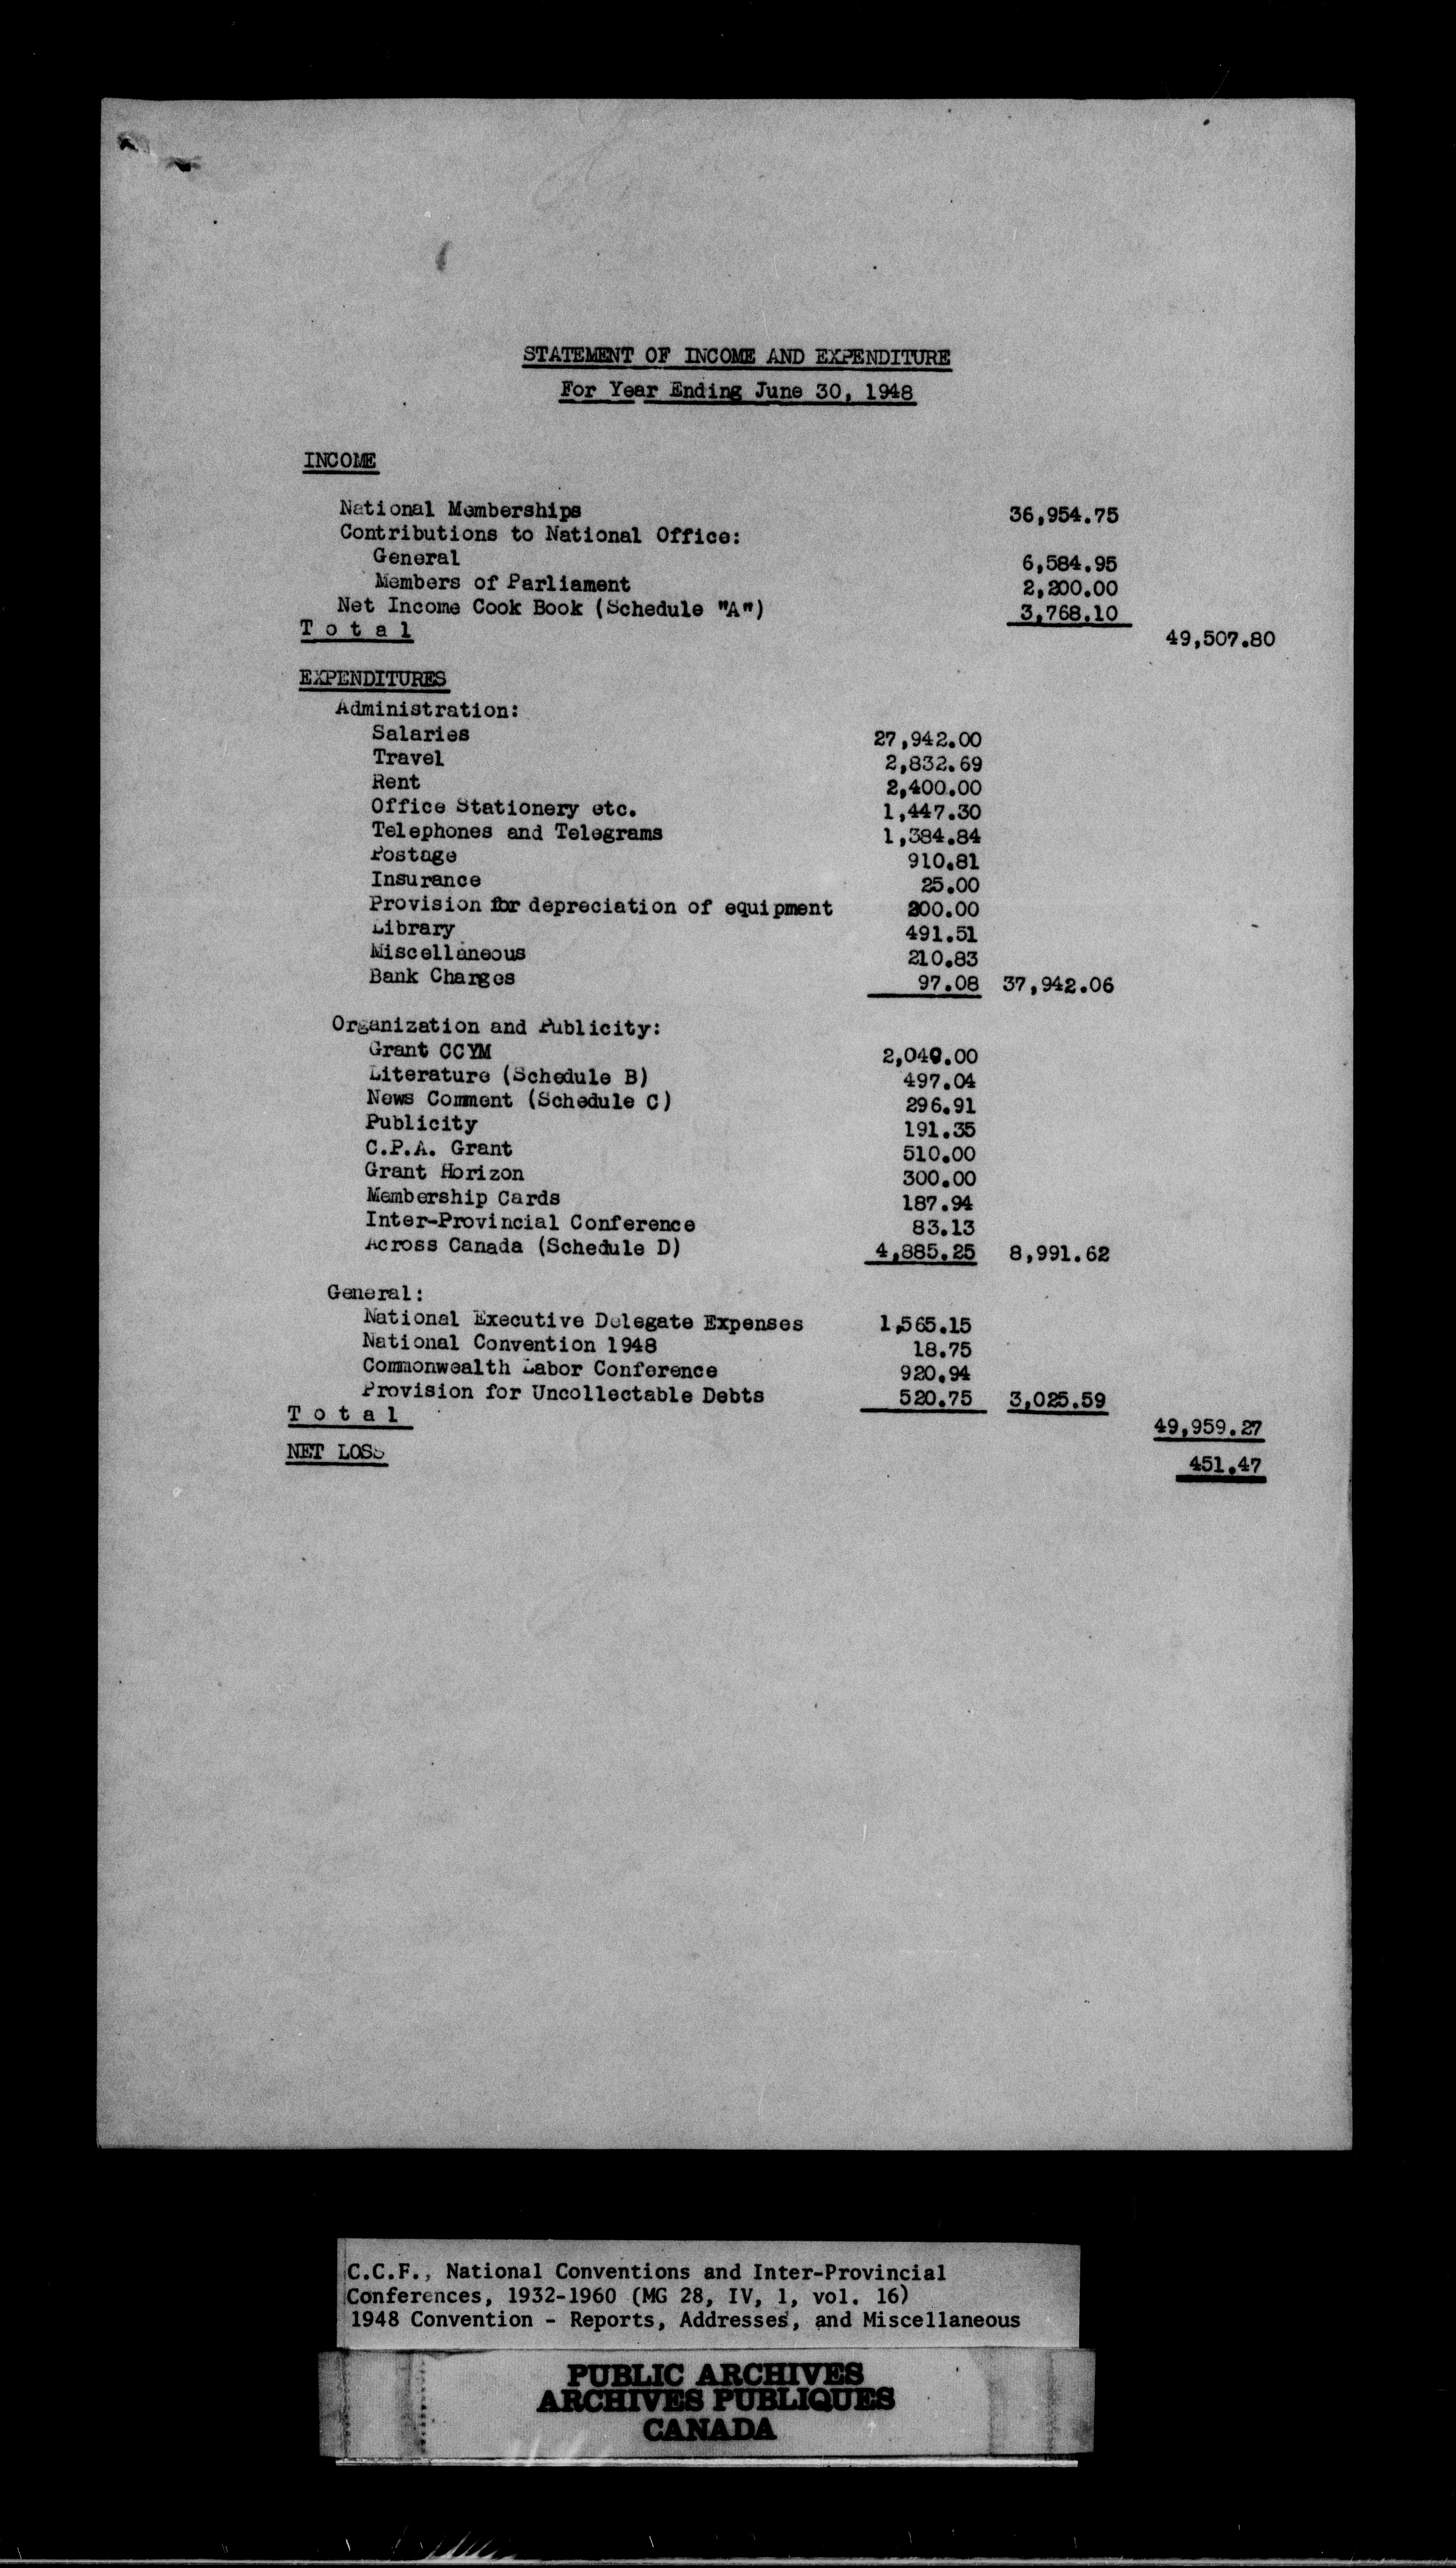 STATEMENT OF INCOME AND EXPENDITURE
For Year Ending June 30, 1948
INCOME
National Memberships 36,954.75
Contributions to National Office:
General 6,584.95
Members of Parliament 2,200.00
Net Income Cook Book (Schedule "A") 3,768.10
T o t a l 49,507.80
EXPENDITURES
Administration:
Salaries 27,942.00
Travel 2,832.69
Rent 2,400.00
Office Stationery etc. 1,447.30
Telephones and Telegrams 1,384.84
Postage 910.81
Insurance 25.00
Provision for depreciation of equipment 200.00
Library 491.51
Miscellaneous 210.83
Bank Charges 97.08 37,942.06
Organization and Publicity:
Grant CCYM 2,040.00
Literature (Schedule B) 497.04
News Comment (Schedule C) 296.91
Publicity 191.35
C.P.A. Grant 510.00
Grant Horizon 300.00
Membership Cards 187.94
Inter-Provincial Conference 83.13
Across Canada (Schedule D) 4,885.25 8,991.62
General:
National Executive Delegate Expenses 1,565.15
National Convention 1948 18.75
Commonwealth Labor Conference 920.94
Provision for Uncollectable Debts 520.75 3,025.59
T o t a l 49,959.27
NET LOSS 451.47
C.C.F., National Conventions and Inter-Provincial
Conferences, 1932-1960 (MG 28, IV, 1, vol. 16)
1948 Convention - Reports, Addresses, and Miscellaneous
PUBLIC ARCHIVES
ARCHIVES PUBLIQUES
CANADA